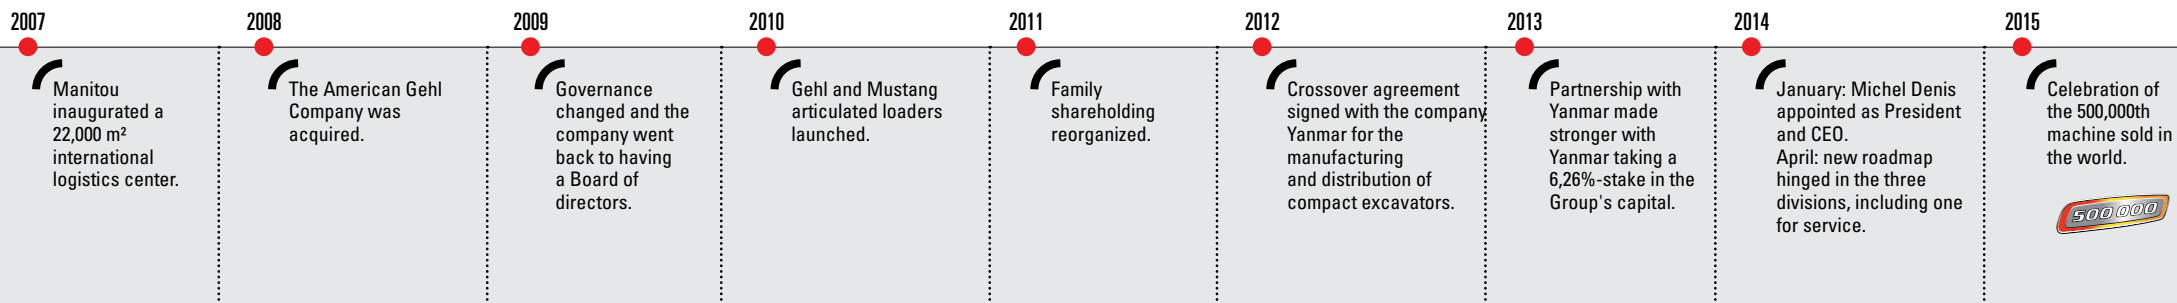 2007
Manitou
inaugurated a
22,000 m²
international
logistics center.
2008
The American Gehl
Company was
acquired.
2009
Governance
changed and the
company went
back to having
a Board of
directors.
2010
Gehl and Mustang
articulated loaders
launched.
2011
Family
shareholding
reorganized.
2012
Crossover agreement
signed with the company
Yanmar for the
manufacturing
and distribution of
compact excavators.
2013
Partnership with
Yanmar made
stronger with
Yanmar taking a
6,26%-stake in the
Group's capital.
2014
January: Michel Denis
appointed as President
and CEO.
April: new roadmap
hinged in the three
divisions, including one
for service.
2015
Celebration of
the 500,000th
machine sold in
the world.
500 000